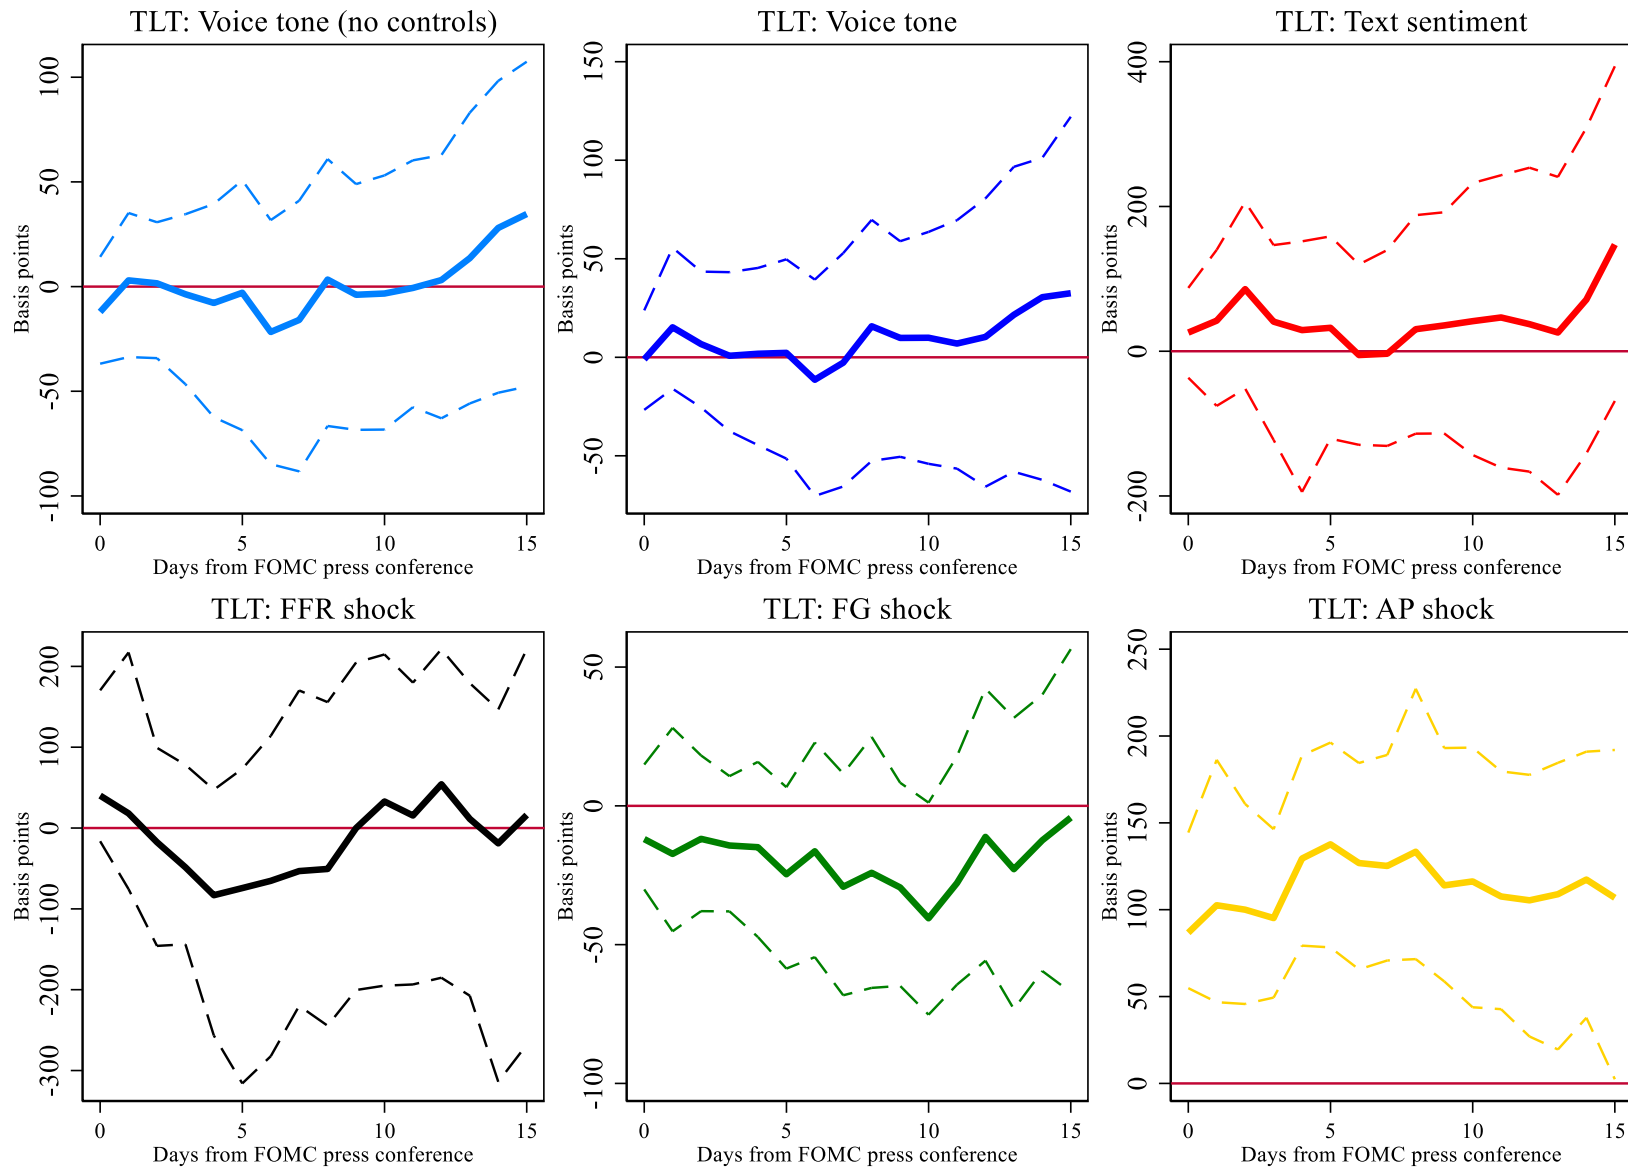 TLT: Voice tone (no controls)
100
50
0
-50
-100
Basis points
0 5 10 15
Days from FOMC press conference
TLT: Voice tone
150
100
50
0
-50
Basis points
0 5 10 15
Days from FOMC press conference
TLT: Text sentiment
400
200
0
-200
Basis points
0 5 10 15
Days from FOMC press conference
TLT: FFR shock
200
100
0
-100
-200
-300
Basis points
0 5 10 15
Days from FOMC press conference
TLT: FG shock
50
0
-50
-100
Basis points
0 5 10 15
Days from FOMC press conference
TLT: AP shock
250
200
150
100
50
0
Basis points
0 5 10 15
Days from FOMC press conference